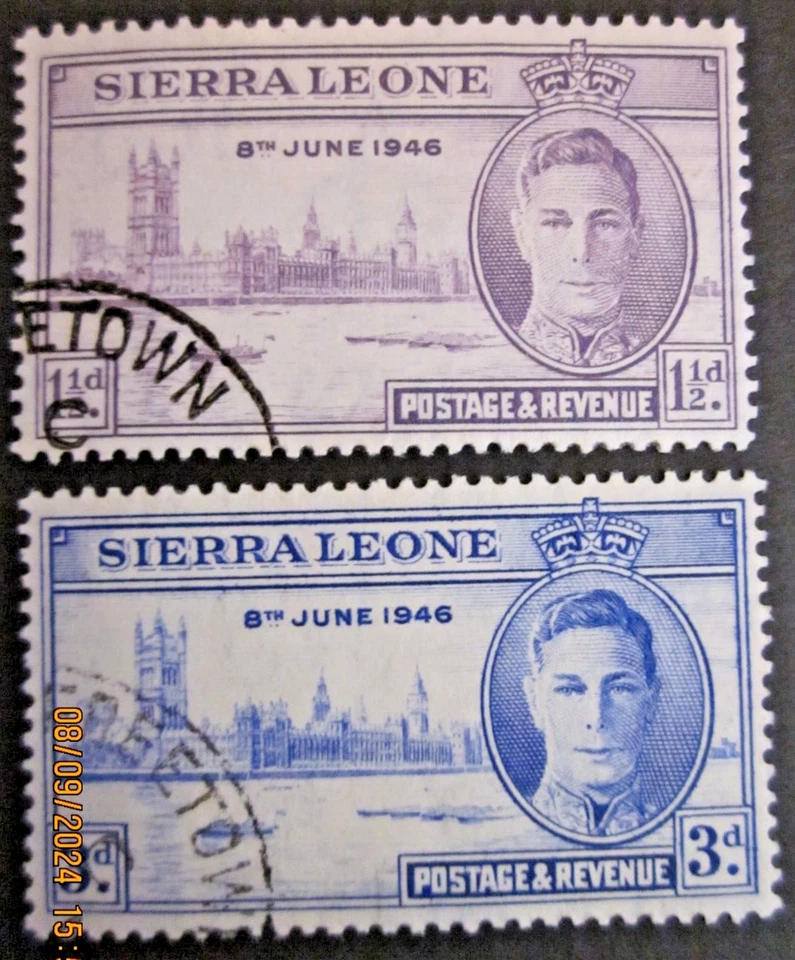 SIERRA LEONE
8TH JUNE 1946
ETOWN
C
1½d.
POSTAGE & REVENUE
1½d.
SIERRA LEONE
8TH JUNE 1946
EETOW
3d.
POSTAGE & REVENUE
3d.
08/09/2024 15: